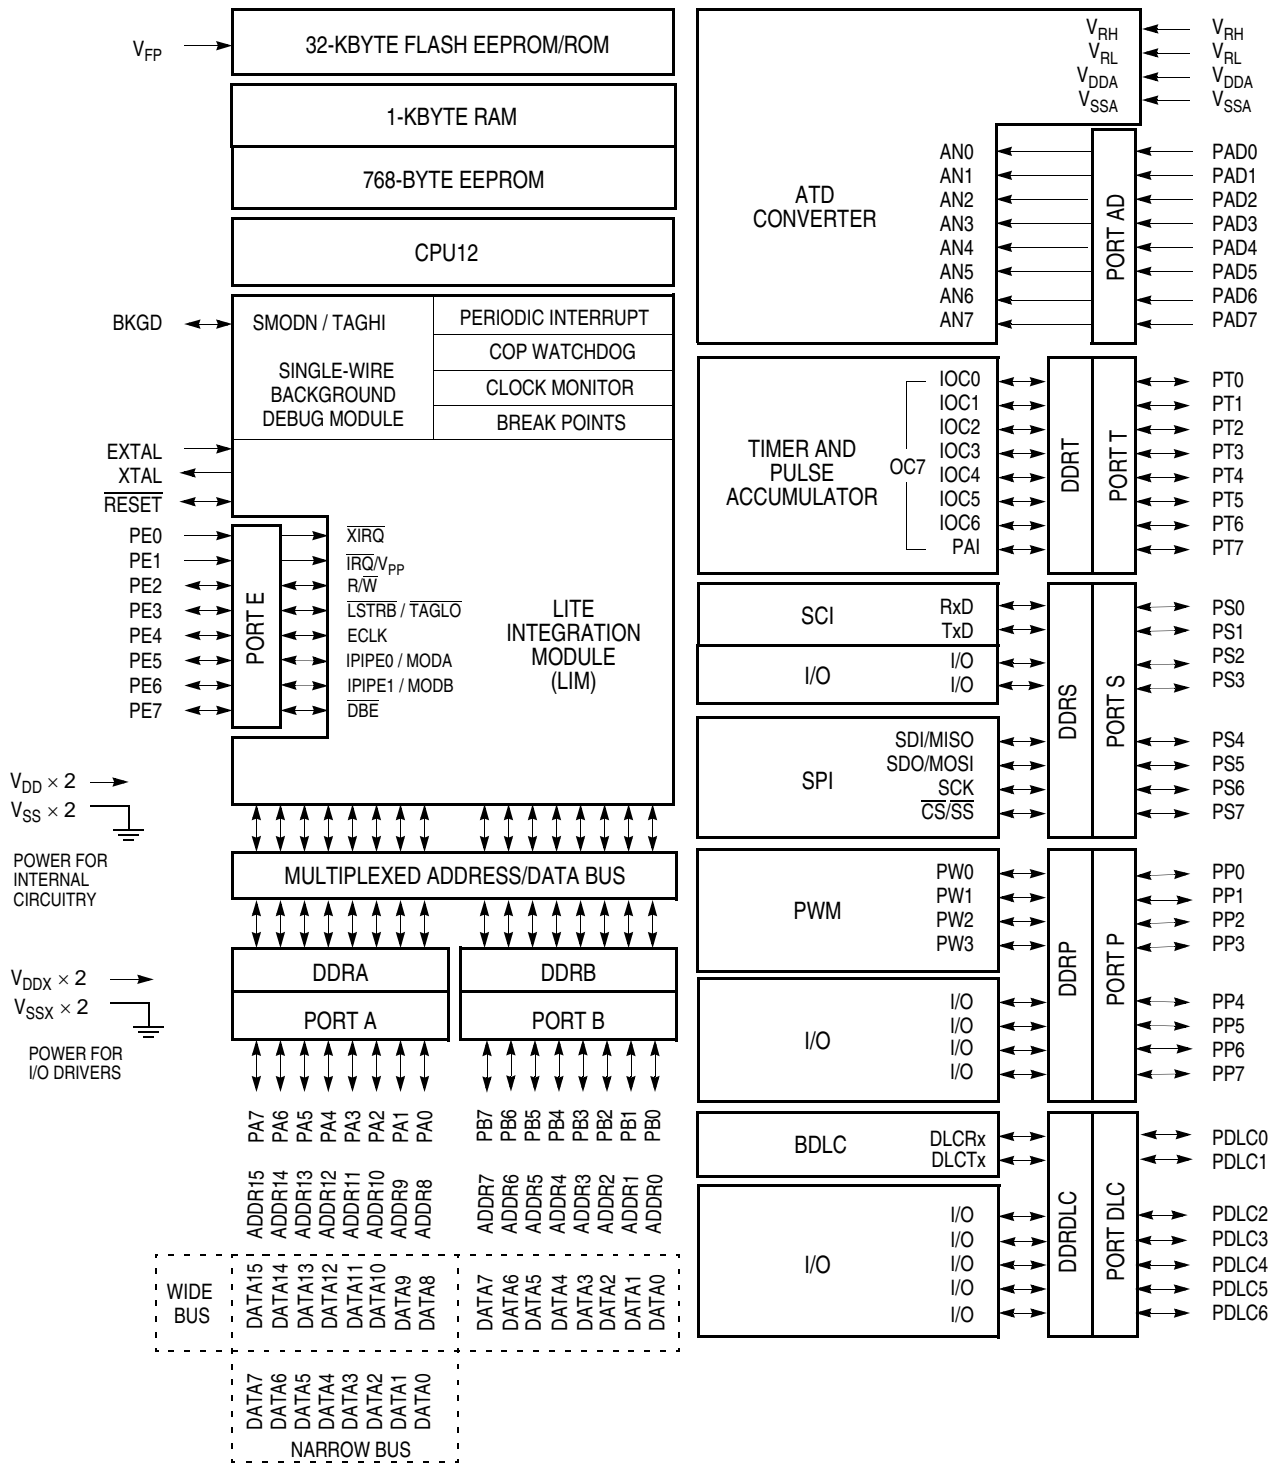 V_FP
32-KBYTE FLASH EEPROM/ROM
1-KBYTE RAM
768-BYTE EEPROM
CPU12
BKGD
SMODN / TAGHI
SINGLE-WIRE
BACKGROUND
DEBUG MODULE
PERIODIC INTERRUPT
COP WATCHDOG
CLOCK MONITOR
BREAK POINTS
EXTAL
XTAL
RESET
PE0
PE1
PE2
PE3
PE4
PE5
PE6
PE7
PORT E
XIRQ
IRQ/V_PP
R/W
LSTRB / TAGLO
ECLK
IPIPE0 / MODA
IPIPE1 / MODB
DBE
LITE
INTEGRATION
MODULE
(LIM)
V_DD × 2
V_SS × 2
POWER FOR
INTERNAL
CIRCUITRY
MULTIPLEXED ADDRESS/DATA BUS
V_DDX × 2
V_SSX × 2
POWER FOR
I/O DRIVERS
DDRA
PORT A
DDRB
PORT B
PA7
PA6
PA5
PA4
PA3
PA2
PA1
PA0
PB7
PB6
PB5
PB4
PB3
PB2
PB1
PB0
ADDR15
ADDR14
ADDR13
ADDR12
ADDR11
ADDR10
ADDR9
ADDR8
ADDR7
ADDR6
ADDR5
ADDR4
ADDR3
ADDR2
ADDR1
ADDR0
WIDE
BUS
DATA15
DATA14
DATA13
DATA12
DATA11
DATA10
DATA9
DATA8
DATA7
DATA6
DATA5
DATA4
DATA3
DATA2
DATA1
DATA0
DATA7
DATA6
DATA5
DATA4
DATA3
DATA2
DATA1
DATA0
NARROW BUS
ATD
CONVERTER
V_RH
V_RL
V_DDA
V_SSA
V_RH
V_RL
V_DDA
V_SSA
AN0
AN1
AN2
AN3
AN4
AN5
AN6
AN7
PORT AD
PAD0
PAD1
PAD2
PAD3
PAD4
PAD5
PAD6
PAD7
TIMER AND
PULSE
ACCUMULATOR
OC7
IOC0
IOC1
IOC2
IOC3
IOC4
IOC5
IOC6
PAI
DDRT
PORT T
PT0
PT1
PT2
PT3
PT4
PT5
PT6
PT7
SCI
RxD
TxD
I/O
I/O
I/O
SPI
SDI/MISO
SDO/MOSI
SCK
CS/SS
DDRS
PORT S
PS0
PS1
PS2
PS3
PS4
PS5
PS6
PS7
PWM
PW0
PW1
PW2
PW3
I/O
I/O
I/O
I/O
I/O
DDRP
PORT P
PP0
PP1
PP2
PP3
PP4
PP5
PP6
PP7
BDLC
DLCRx
DLCTx
I/O
I/O
I/O
I/O
I/O
I/O
DDRDLC
PORT DLC
PDLC0
PDLC1
PDLC2
PDLC3
PDLC4
PDLC5
PDLC6